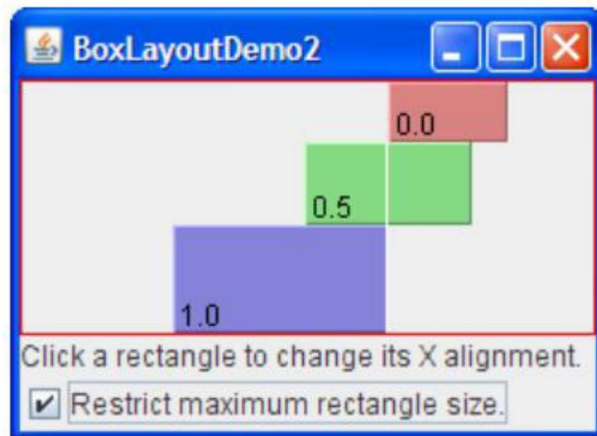 BoxLayoutDemo2
0.0
0.5
1.0
Click a rectangle to change its X alignment.
Restrict maximum rectangle size.